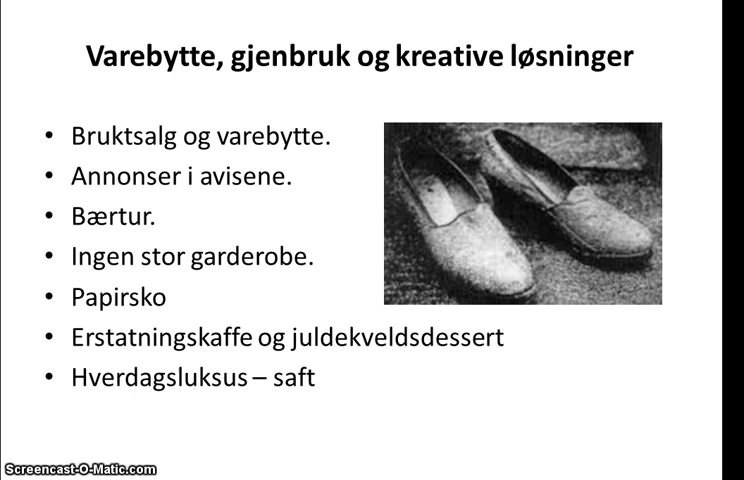 Varebytte, gjenbruk og kreative løsninger
• Bruktsalg og varebytte.
• Annonser i avisene.
• Bærtur.
• Ingen stor garderobe.
• Papirsko
• Erstatningskaffe og juldekveldsdessert
• Hverdagsluksus – saft
Screencast-O-Matic.com